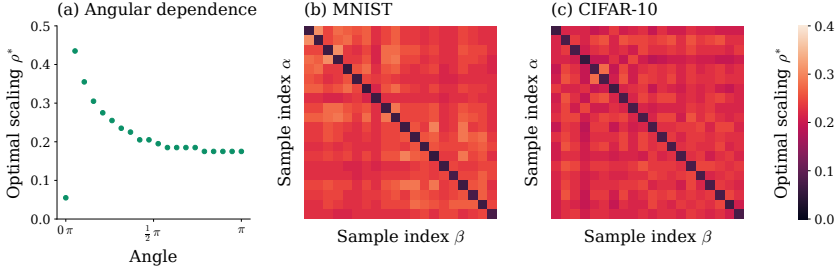 (a) Angular dependence
(b) MNIST
(c) CIFAR-10
Optimal scaling ρ*
0.5
0.4
0.3
0.2
0.1
0.0
0 π
1/2 π
π
Angle
Sample index α
Sample index β
Sample index α
Sample index β
0.4
0.3
0.2
0.1
0.0
Optimal scaling ρ*